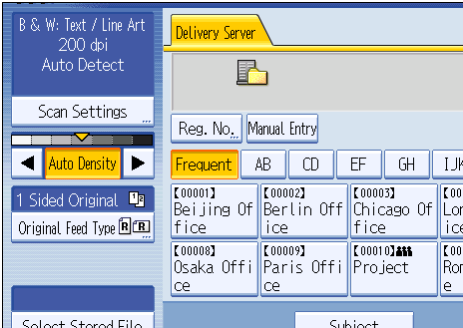 B & W: Text / Line Art
200 dpi
Auto Detect
Scan Settings
Auto Density
1 Sided Original
Original Feed Type
Select Stored File
Delivery Server
Reg. No.
Manual Entry
Frequent
AB
CD
EF
GH
IJK
【00001】
Beijing Of
fice
【00002】
Berlin Off
ice
【00003】
Chicago Of
fice
【00008】
Osaka Offi
ce
【00009】
Paris Offi
ce
【00010】
Project
Subject